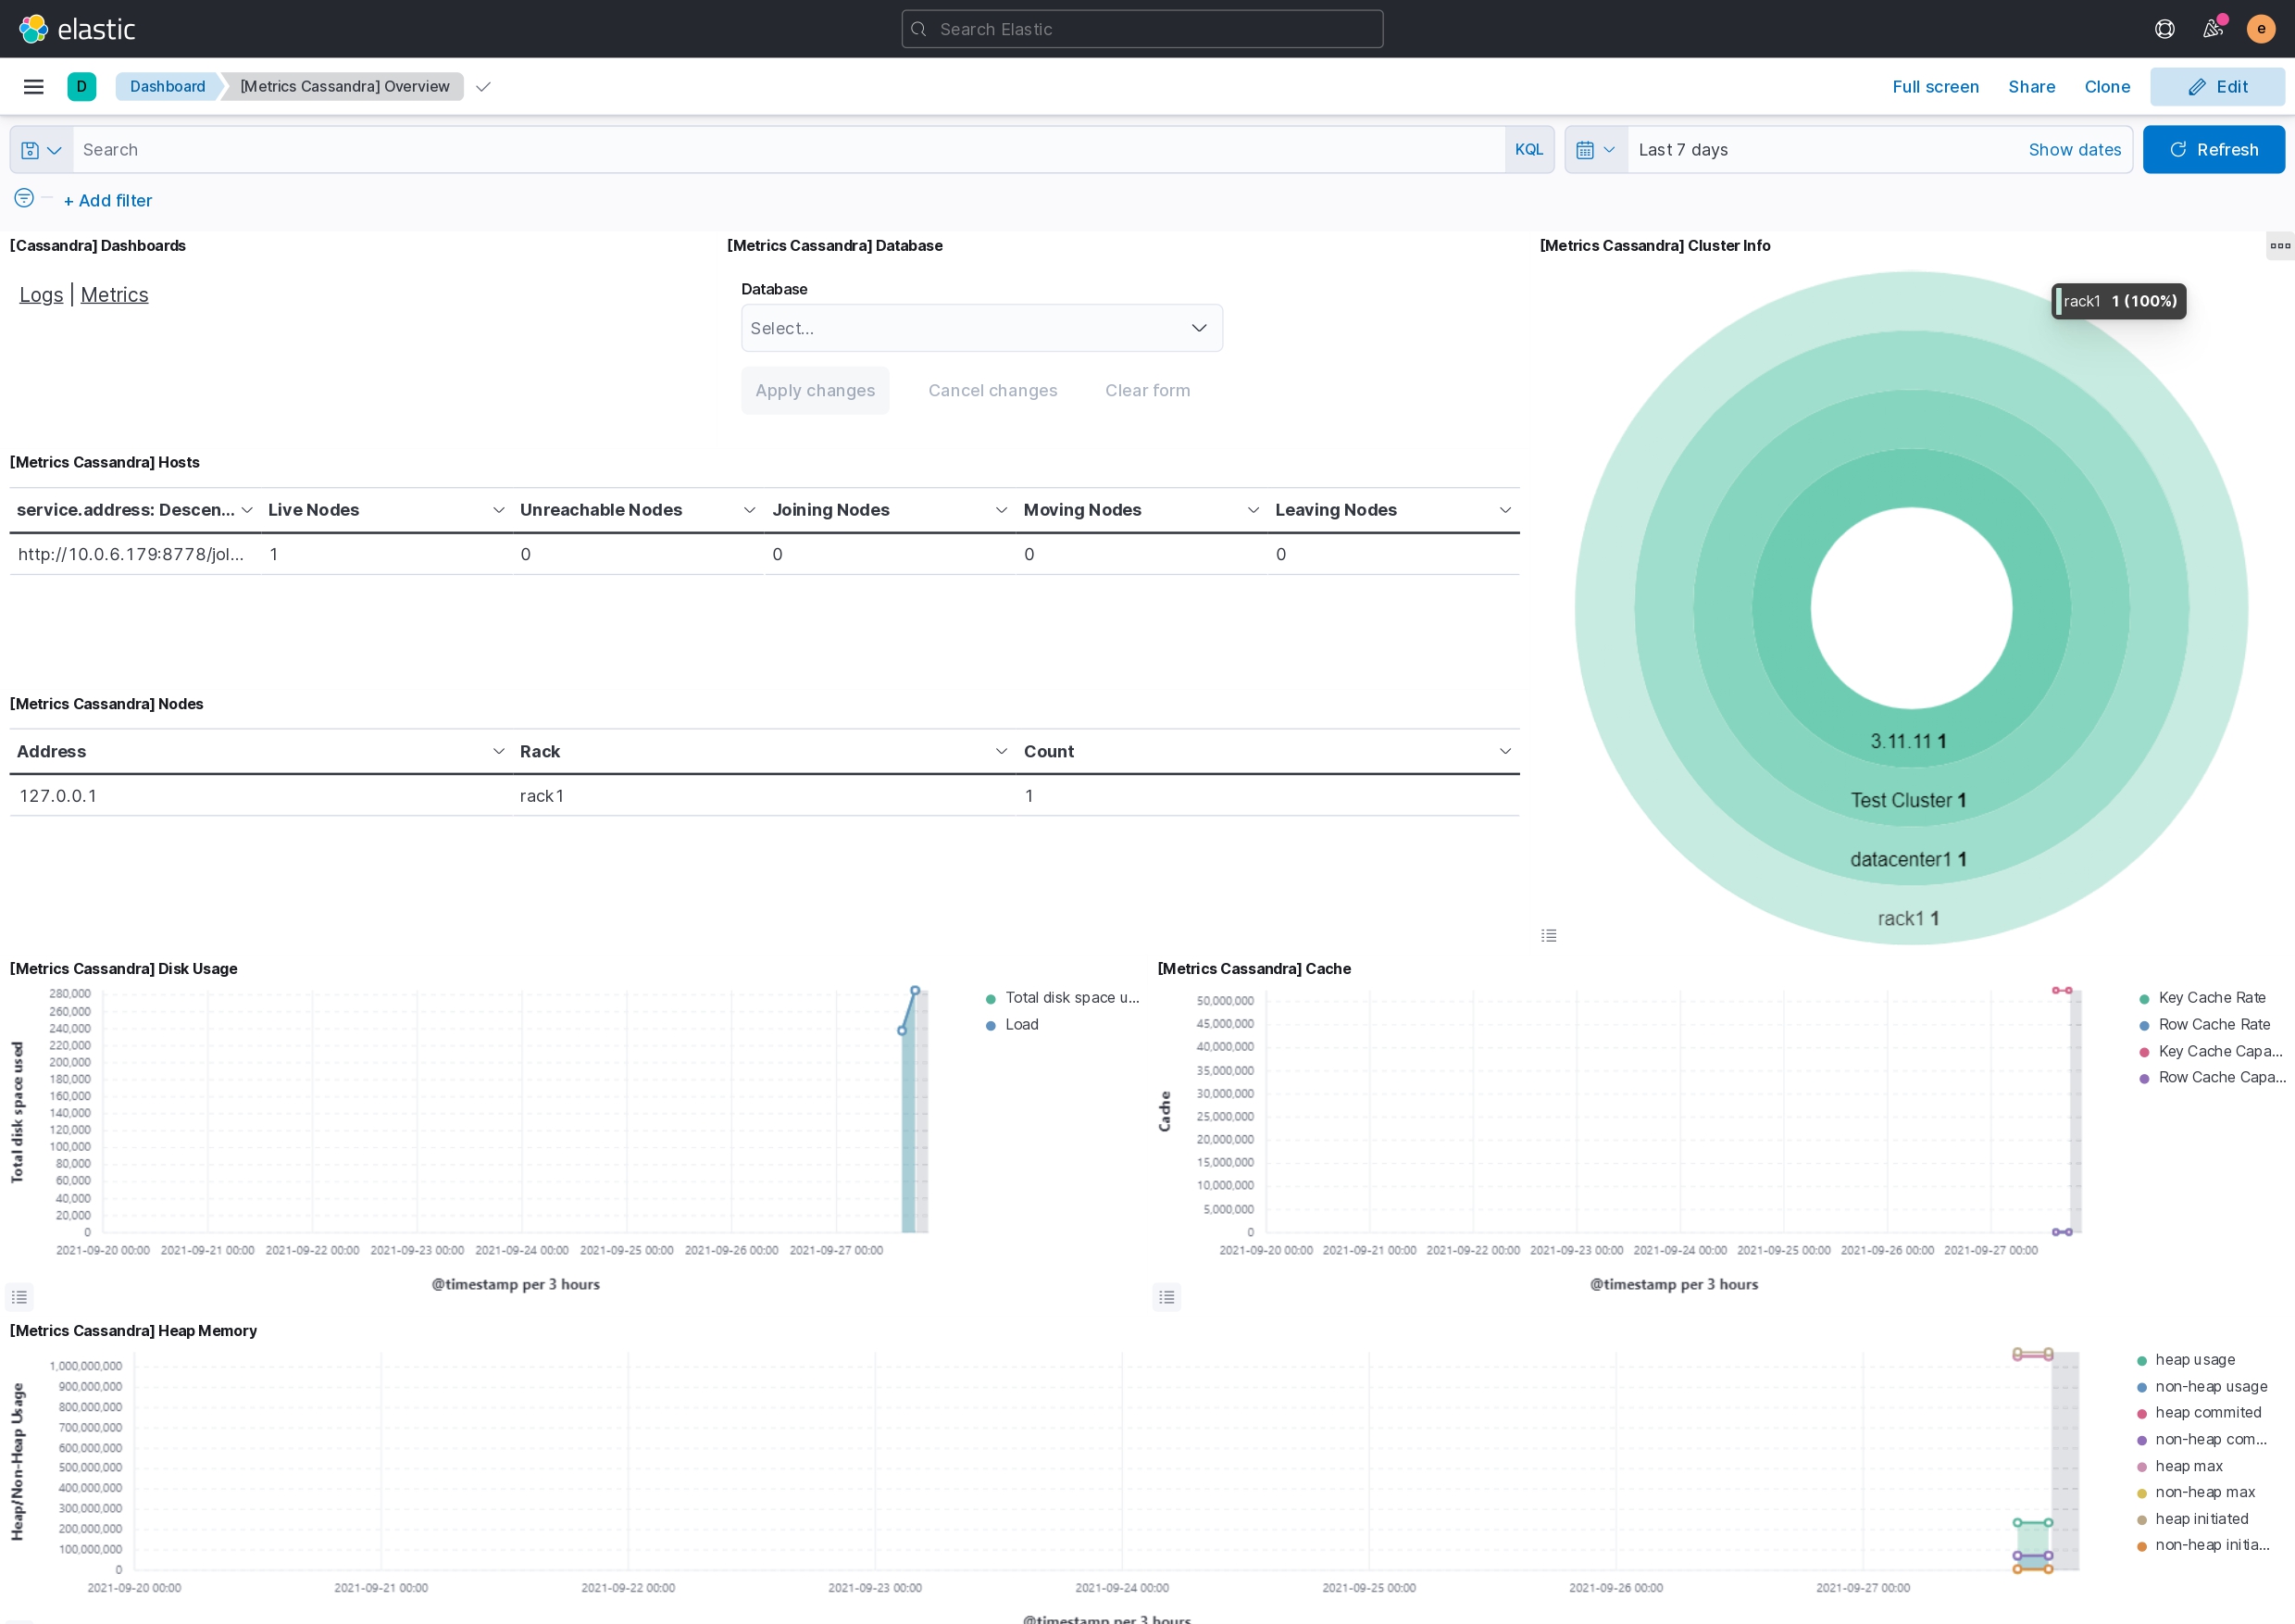 elastic
Search Elastic
e
D
Dashboard
[Metrics Cassandra] Overview
Full screen
Share
Clone
Edit
Search
KQL
Last 7 days
Show dates
Refresh
+ Add filter
[Cassandra] Dashboards
Logs | Metrics
[Metrics Cassandra] Database
Database
Select...
Apply changes
Cancel changes
Clear form
[Metrics Cassandra] Cluster Info
rack1 1 (100%)
3.11.11 1
Test Cluster 1
datacenter1 1
rack1 1
[Metrics Cassandra] Hosts
service.address: Descen... Live Nodes Unreachable Nodes Joining Nodes Moving Nodes Leaving Nodes
http://10.0.6.179:8778/jol... 1 0 0 0 0
[Metrics Cassandra] Nodes
Address Rack Count
127.0.0.1 rack1 1
[Metrics Cassandra] Disk Usage
Total disk space used
280,000
260,000
240,000
220,000
200,000
180,000
160,000
140,000
120,000
100,000
80,000
60,000
40,000
20,000
0
2021-09-20 00:00 2021-09-21 00:00 2021-09-22 00:00 2021-09-23 00:00 2021-09-24 00:00 2021-09-25 00:00 2021-09-26 00:00 2021-09-27 00:00
@timestamp per 3 hours
Total disk space u...
Load
[Metrics Cassandra] Cache
Cache
50,000,000
45,000,000
40,000,000
35,000,000
30,000,000
25,000,000
20,000,000
15,000,000
10,000,000
5,000,000
0
2021-09-20 00:00 2021-09-21 00:00 2021-09-22 00:00 2021-09-23 00:00 2021-09-24 00:00 2021-09-25 00:00 2021-09-26 00:00 2021-09-27 00:00
@timestamp per 3 hours
Key Cache Rate
Row Cache Rate
Key Cache Capa...
Row Cache Capa...
[Metrics Cassandra] Heap Memory
Heap/Non-Heap Usage
1,000,000,000
900,000,000
800,000,000
700,000,000
600,000,000
500,000,000
400,000,000
300,000,000
200,000,000
100,000,000
0
2021-09-20 00:00 2021-09-21 00:00 2021-09-22 00:00 2021-09-23 00:00 2021-09-24 00:00 2021-09-25 00:00 2021-09-26 00:00 2021-09-27 00:00
@timestamp per 3 hours
heap usage
non-heap usage
heap commited
non-heap com...
heap max
non-heap max
heap initiated
non-heap initia...